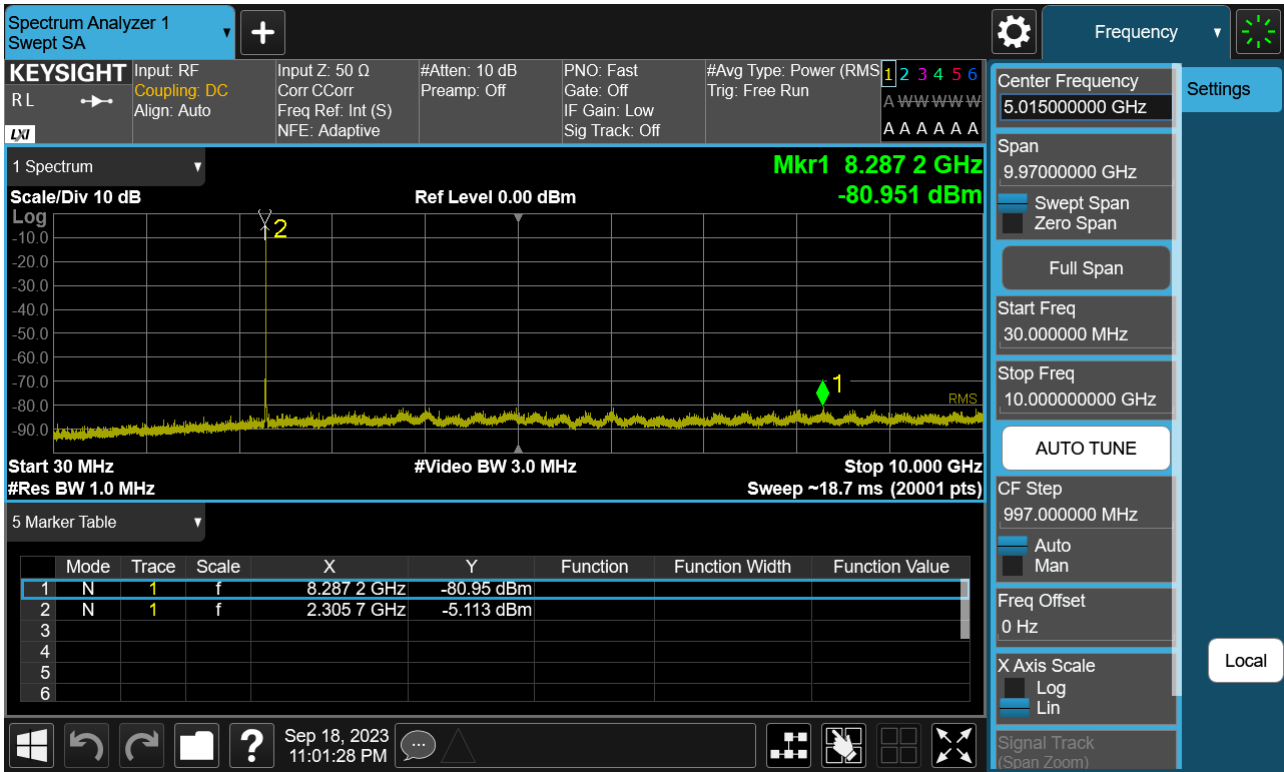 Spectrum Analyzer 1
Swept SA
Frequency
KEYSIGHT
R L
LXI
Input: RF
Coupling: DC
Align: Auto
Input Z: 50 Ω
Corr CCorr
Freq Ref: Int (S)
NFE: Adaptive
#Atten: 10 dB
Preamp: Off
PNO: Fast
Gate: Off
IF Gain: Low
Sig Track: Off
#Avg Type: Power (RMS
Trig: Free Run
1 2 3 4 5 6
A W W W W W
A A A A A A
1 Spectrum
Mkr1 8.287 2 GHz
Scale/Div 10 dB
Ref Level 0.00 dBm
-80.951 dBm
Log
2
-10.0
-20.0
-30.0
-40.0
-50.0
-60.0
-70.0
-80.0
-90.0
1
RMS
Start 30 MHz
#Video BW 3.0 MHz
Stop 10.000 GHz
#Res BW 1.0 MHz
Sweep ~18.7 ms (20001 pts)
5 Marker Table
Mode Trace Scale X Y Function Function Width Function Value
1 N 1 f 8.287 2 GHz -80.95 dBm
2 N 1 f 2.305 7 GHz -5.113 dBm
3
4
5
6
?
Sep 18, 2023
11:01:28 PM
Center Frequency
5.015000000 GHz
Span
9.97000000 GHz
Swept Span
Zero Span
Full Span
Start Freq
30.000000 MHz
Stop Freq
10.000000000 GHz
AUTO TUNE
CF Step
997.000000 MHz
Auto
Man
Freq Offset
0 Hz
X Axis Scale
Log
Lin
Signal Track
(Span Zoom)
Settings
Local